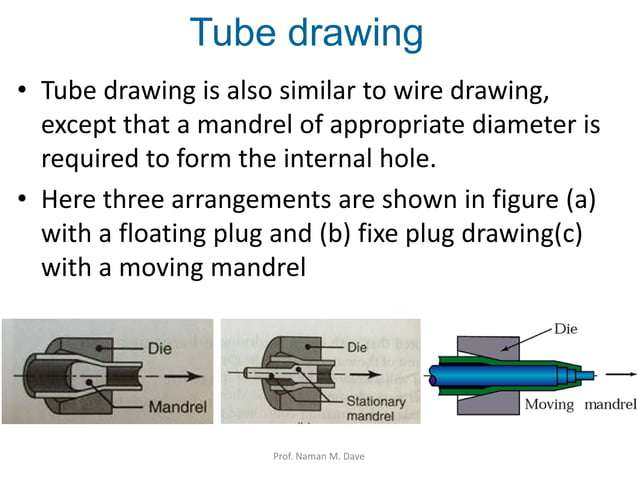 Tube drawing
• Tube drawing is also similar to wire drawing,
except that a mandrel of appropriate diameter is
required to form the internal hole.
• Here three arrangements are shown in figure (a)
with a floating plug and (b) fixe plug drawing(c)
with a moving mandrel
Die
Mandrel
Die
Stationary
mandrel
Die
Moving mandrel
Prof. Naman M. Dave